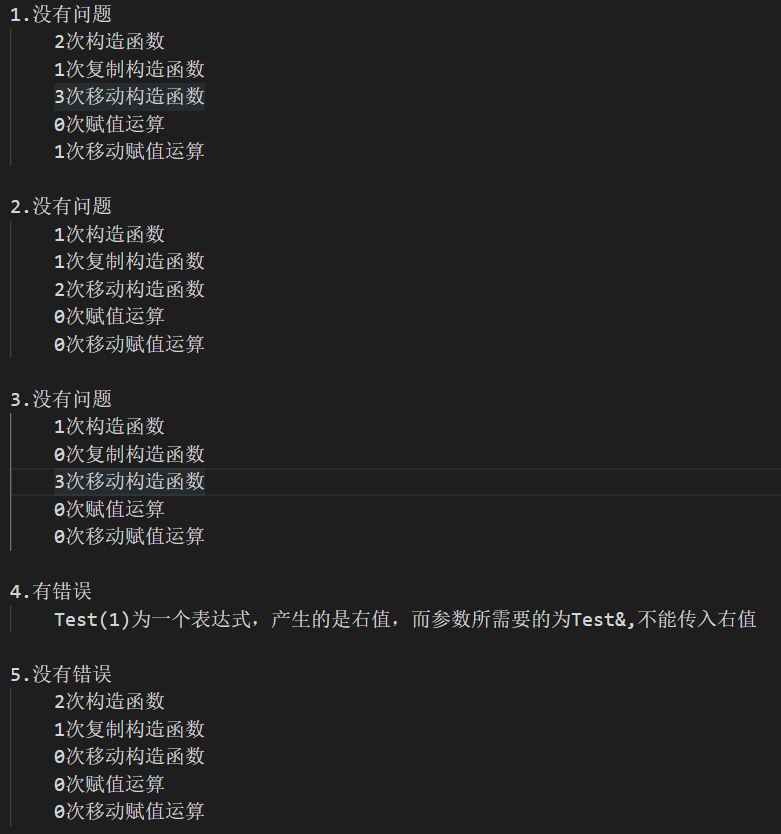 1.没有问题
2次构造函数
1次复制构造函数
3次移动构造函数
0次赋值运算
1次移动赋值运算
2.没有问题
1次构造函数
1次复制构造函数
2次移动构造函数
0次赋值运算
0次移动赋值运算
3.没有问题
1次构造函数
0次复制构造函数
3次移动构造函数
0次赋值运算
0次移动赋值运算
4.有错误
Test(1)为一个表达式，产生的是右值，而参数所需要的为Test&,不能传入右值
5.没有错误
2次构造函数
1次复制构造函数
0次移动构造函数
0次赋值运算
0次移动赋值运算